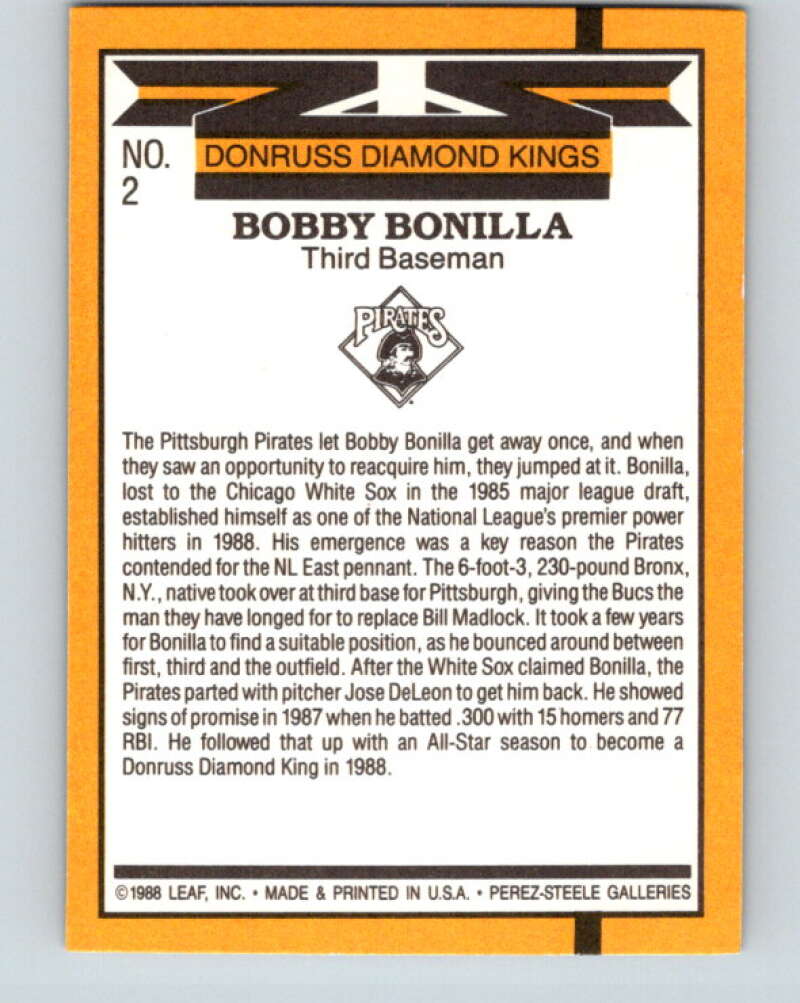 NO.
2
DONRUSS DIAMOND KINGS
BOBBY BONILLA
Third Baseman
PIRATES
The Pittsburgh Pirates let Bobby Bonilla get away once, and when
they saw an opportunity to reacquire him, they jumped at it. Bonilla,
lost to the Chicago White Sox in the 1985 major league draft,
established himself as one of the National League's premier power
hitters in 1988. His emergence was a key reason the Pirates
contended for the NL East pennant. The 6-foot-3, 230-pound Bronx,
N.Y., native took over at third base for Pittsburgh, giving the Bucs the
man they have longed for to replace Bill Madlock. It took a few years
for Bonilla to find a suitable position, as he bounced around between
first, third and the outfield. After the White Sox claimed Bonilla, the
Pirates parted with pitcher Jose DeLeon to get him back. He showed
signs of promise in 1987 when he batted .300 with 15 homers and 77
RBI. He followed that up with an All-Star season to become a
Donruss Diamond King in 1988.
©1988 LEAF, INC. • MADE & PRINTED IN U.S.A. • PEREZ-STEELE GALLERIES